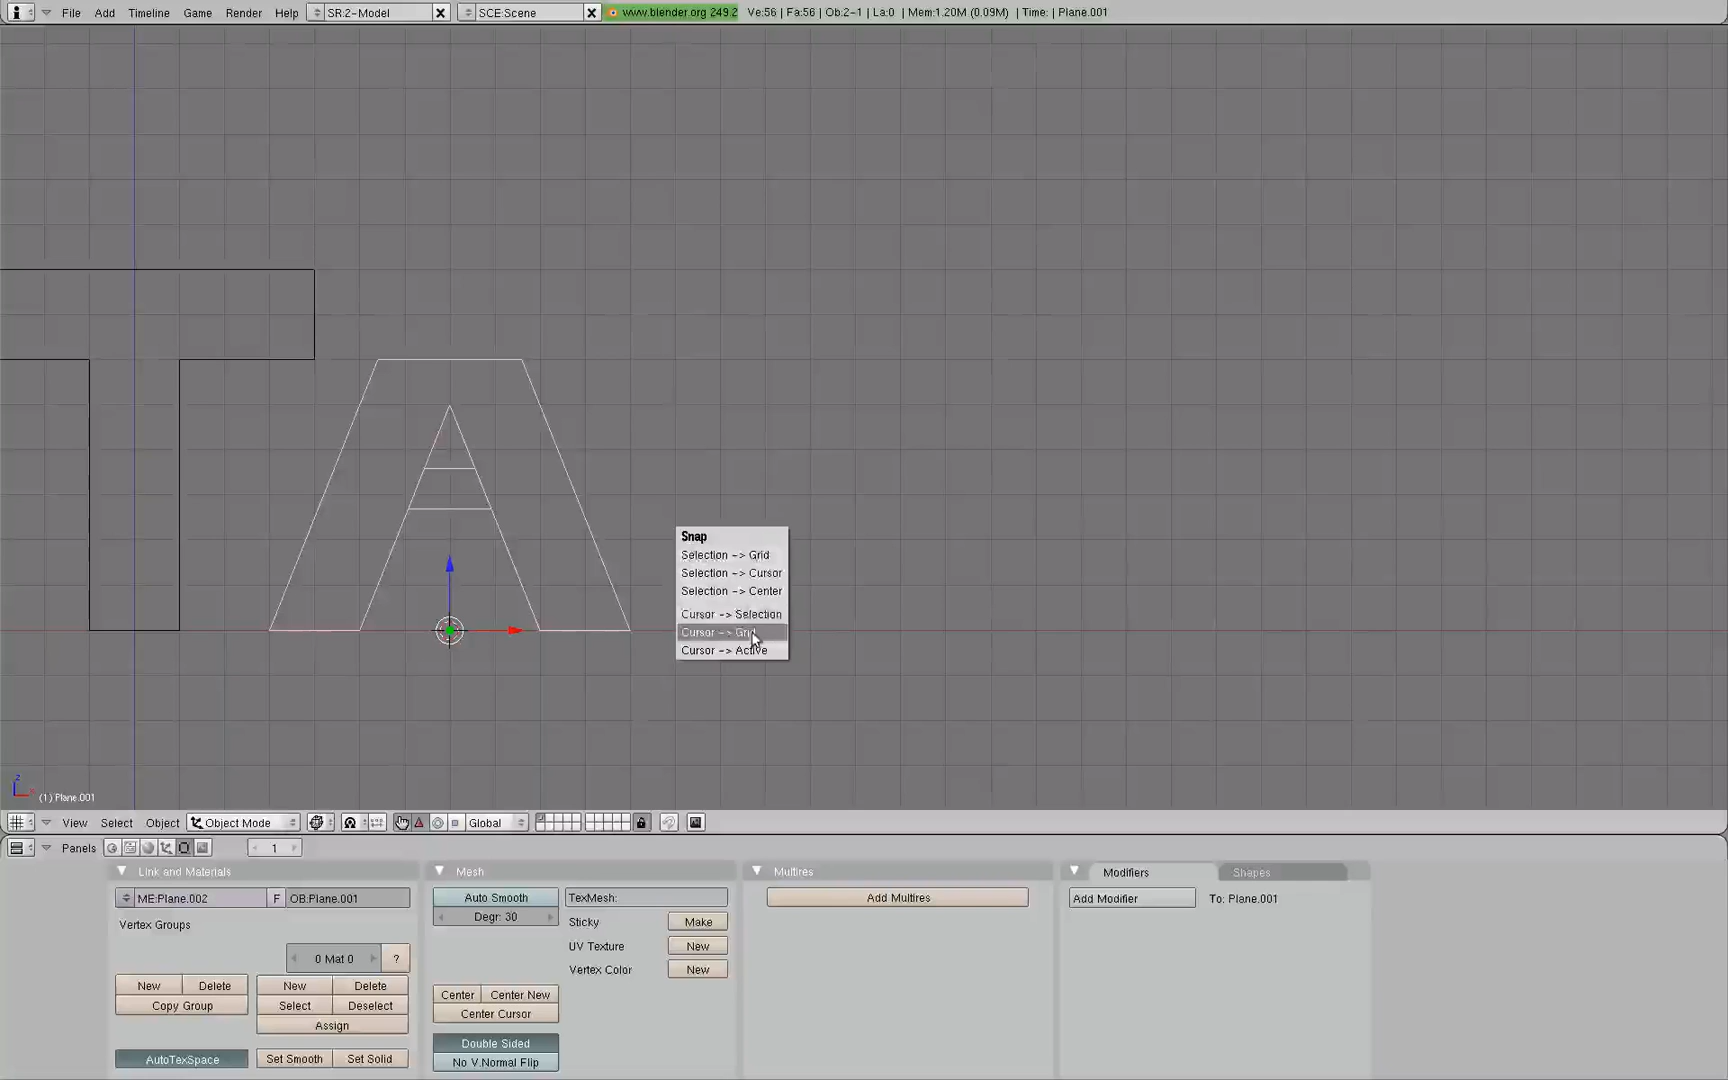 File Add Timeline Game Render Help SR:2-Model SCE:Scene www.blender.org 249.2 Ve:56 | Fa:56 | Ob:2-1 | La:0 | Mem:1.20M (0.09M) | Time: | Plane.001
Snap
Selection -> Grid
Selection -> Cursor
Selection -> Center
Cursor -> Selection
Cursor -> Grid
Cursor -> Active
z
(1) Plane.001
View Select Object Object Mode Global
Panels 1
Link and Materials
ME:Plane.002 F OB:Plane.001
Vertex Groups
0 Mat 0 ?
New Delete New Delete
Copy Group Select Deselect
Assign
AutoTexSpace Set Smooth Set Solid
Mesh
Auto Smooth TexMesh:
Degr: 30 Sticky Make
UV Texture New
Vertex Color New
Center Center New
Center Cursor
Double Sided
No V.Normal Flip
Multires
Add Multires
Modifiers Shapes
Add Modifier To: Plane.001